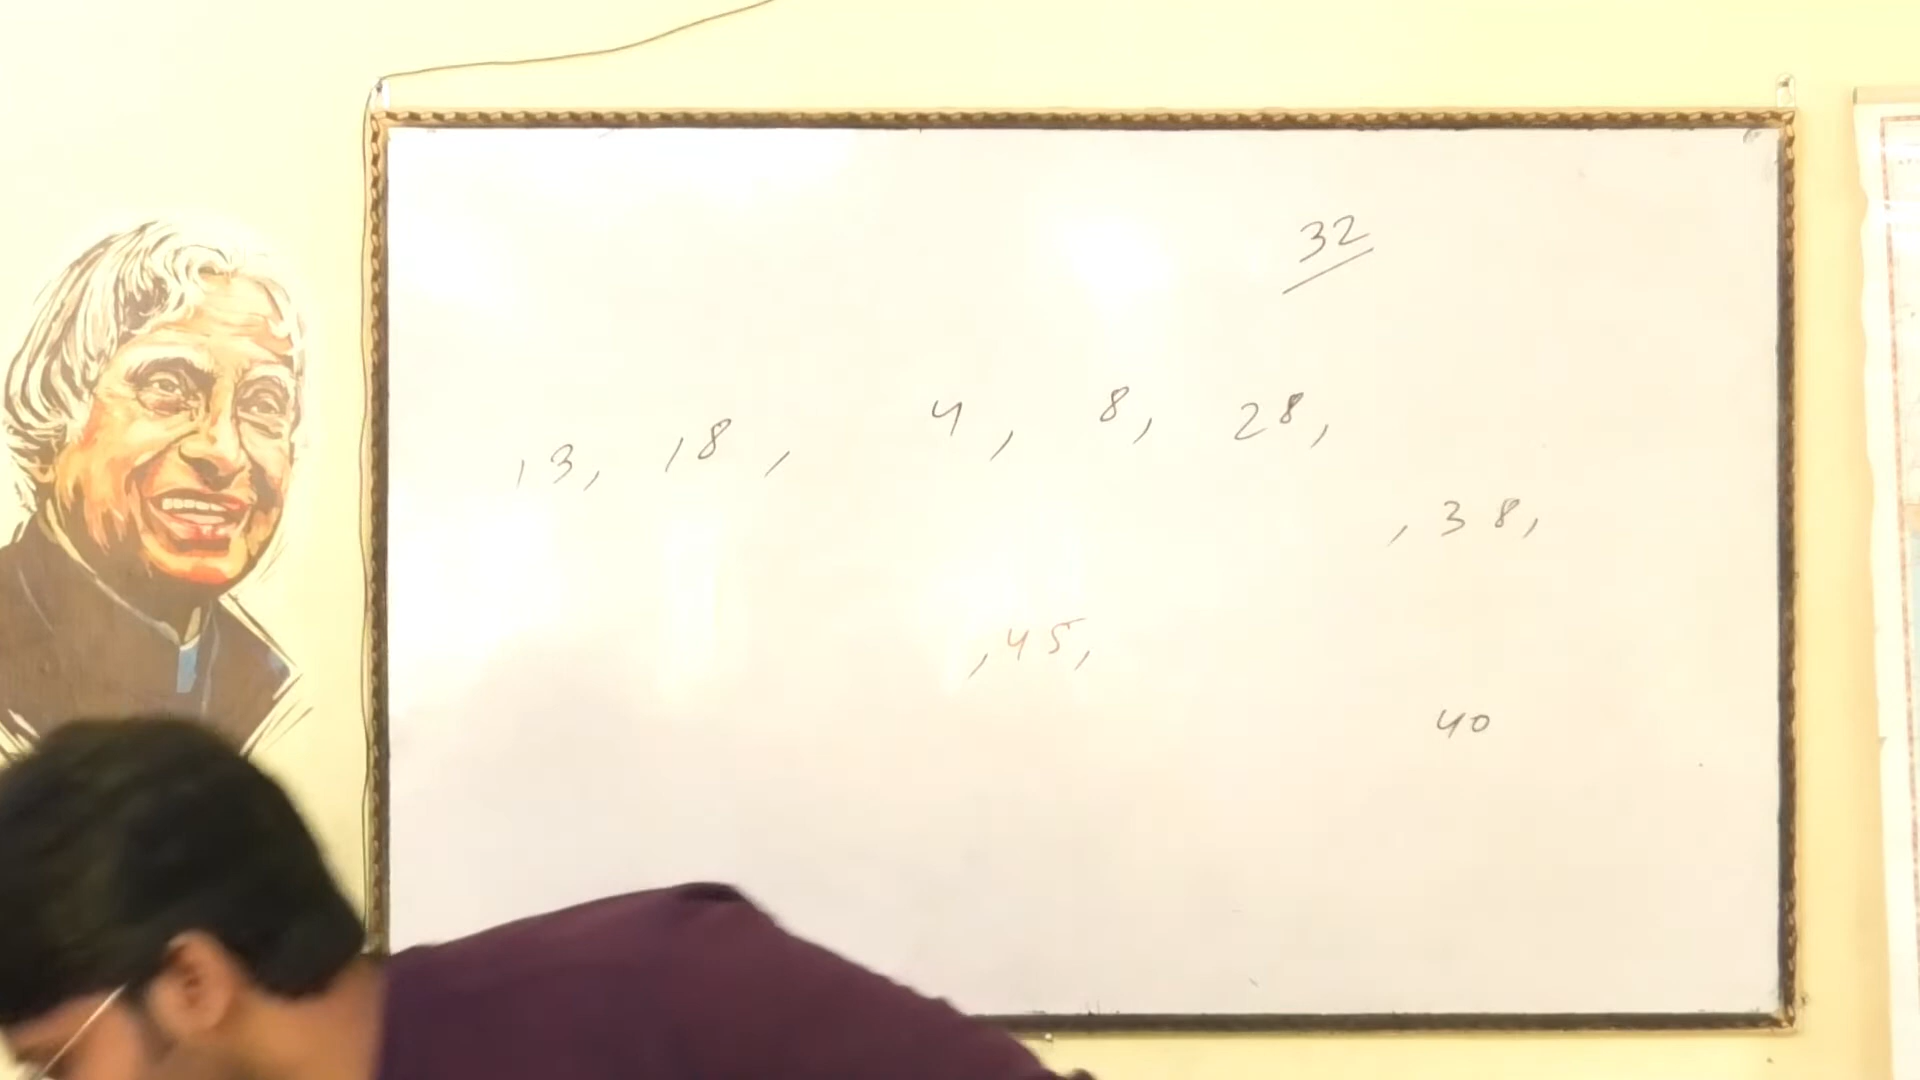 32
13, 18, 4, 8, 28,
, 38,
, 45,
40